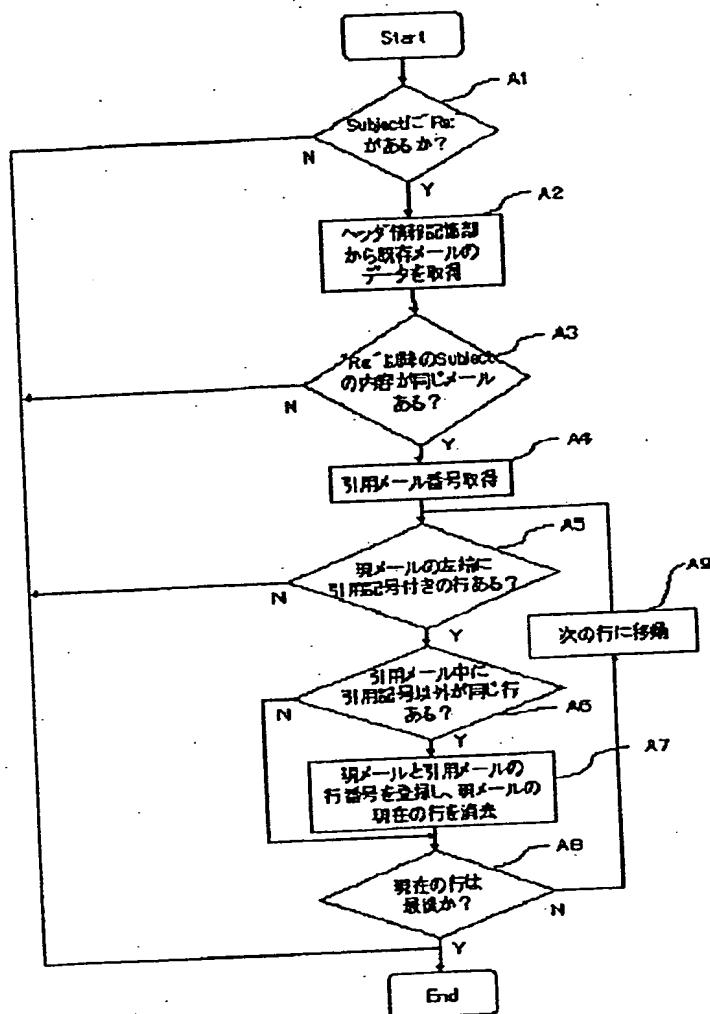 Start
A1
Subjectに"Re:
があるか？
N
Y
A2
ヘッダ情報記憶部
から既存メールの
データを取得
A3
"Re"以降のSubject
の内容が同じメール
ある？
N
Y
A4
引用メール番号取得
A5
現メールの左端に
引用記号付きの行ある？
N
Y
A9
次の行に移動
引用メール中に
引用記号以外が同じ行
ある？
N
A6
Y
A7
現メールと引用メールの
行番号を登録し、現メールの
現在の行を消去
A8
現在の行は
最後か？
N
Y
End